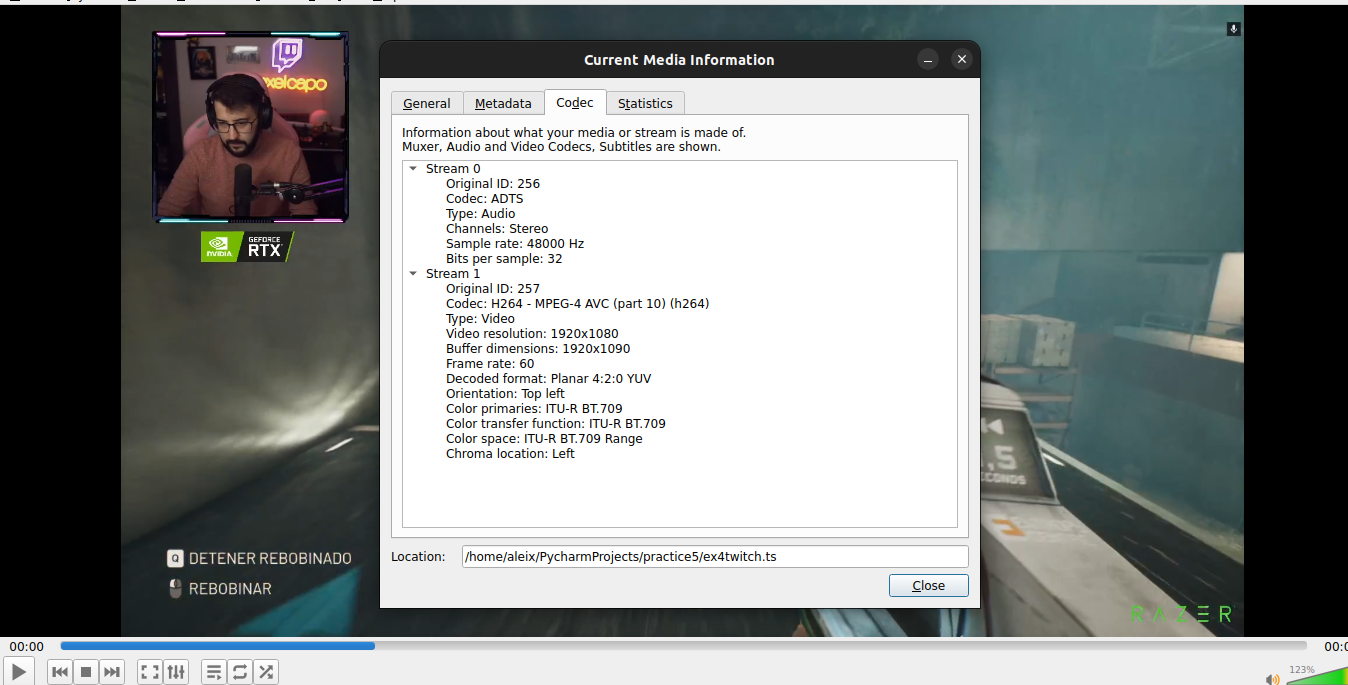 Current Media Information
General Metadata Codec Statistics
Information about what your media or stream is made of.
Muxer, Audio and Video Codecs, Subtitles are shown.
Stream 0
Original ID: 256
Codec: ADTS
Type: Audio
Channels: Stereo
Sample rate: 48000 Hz
Bits per sample: 32
Stream 1
Original ID: 257
Codec: H264 - MPEG-4 AVC (part 10) (h264)
Type: Video
Video resolution: 1920x1080
Buffer dimensions: 1920x1090
Frame rate: 60
Decoded format: Planar 4:2:0 YUV
Orientation: Top left
Color primaries: ITU-R BT.709
Color transfer function: ITU-R BT.709
Color space: ITU-R BT.709 Range
Chroma location: Left
Location: /home/aleix/PycharmProjects/practice5/ex4twitch.ts
Close
xelcapo
NVIDIA
GEFORCE
RTX
,5
Q DETENER REBOBINADO
REBOBINAR
RAZER
00:00
123%